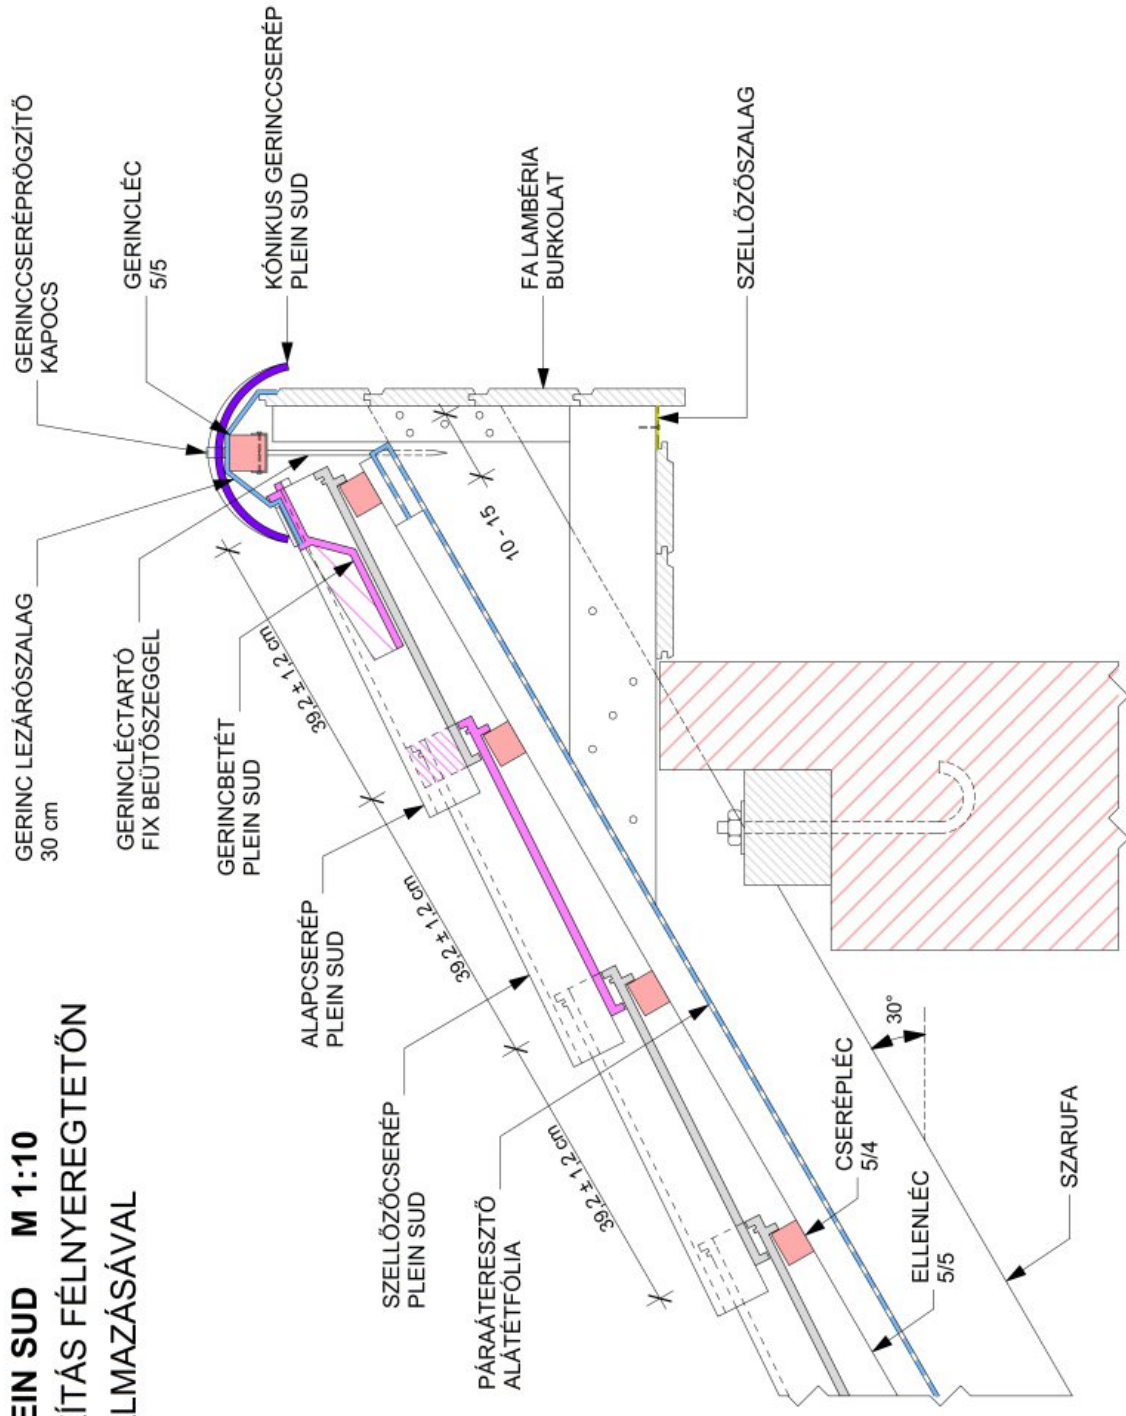 EIN SUD M 1:10
ÍTÁS FÉLNYEREGTETŐN
LMAZÁSÁVAL
GERINC LEZÁRÓSZALAG
30 cm
GERINCCSERÉPRÖGZÍTŐ
KAPOCS
GERINCLÉC
5/5
KÓNIKUS GERINCCSERÉP
PLEIN SUD
GERINCLÉCTARTÓ
FIX BEÜTŐSZEGGEL
GERINCBETÉT
PLEIN SUD
ALAPCSERÉP
PLEIN SUD
SZELLŐZŐCSERÉP
PLEIN SUD
PÁRAÁTERESZTŐ
ALÁTÉTFÓLIA
FA LAMBÉRIA
BURKOLAT
SZELLŐZŐSZALAG
39,2 ± 1,2 cm
39,2 ± 1,2 cm
39,2 ± 1,2 cm
10 - 15
30°
CSERÉPLÉC
5/4
ELLENLÉC
5/5
SZARUFA